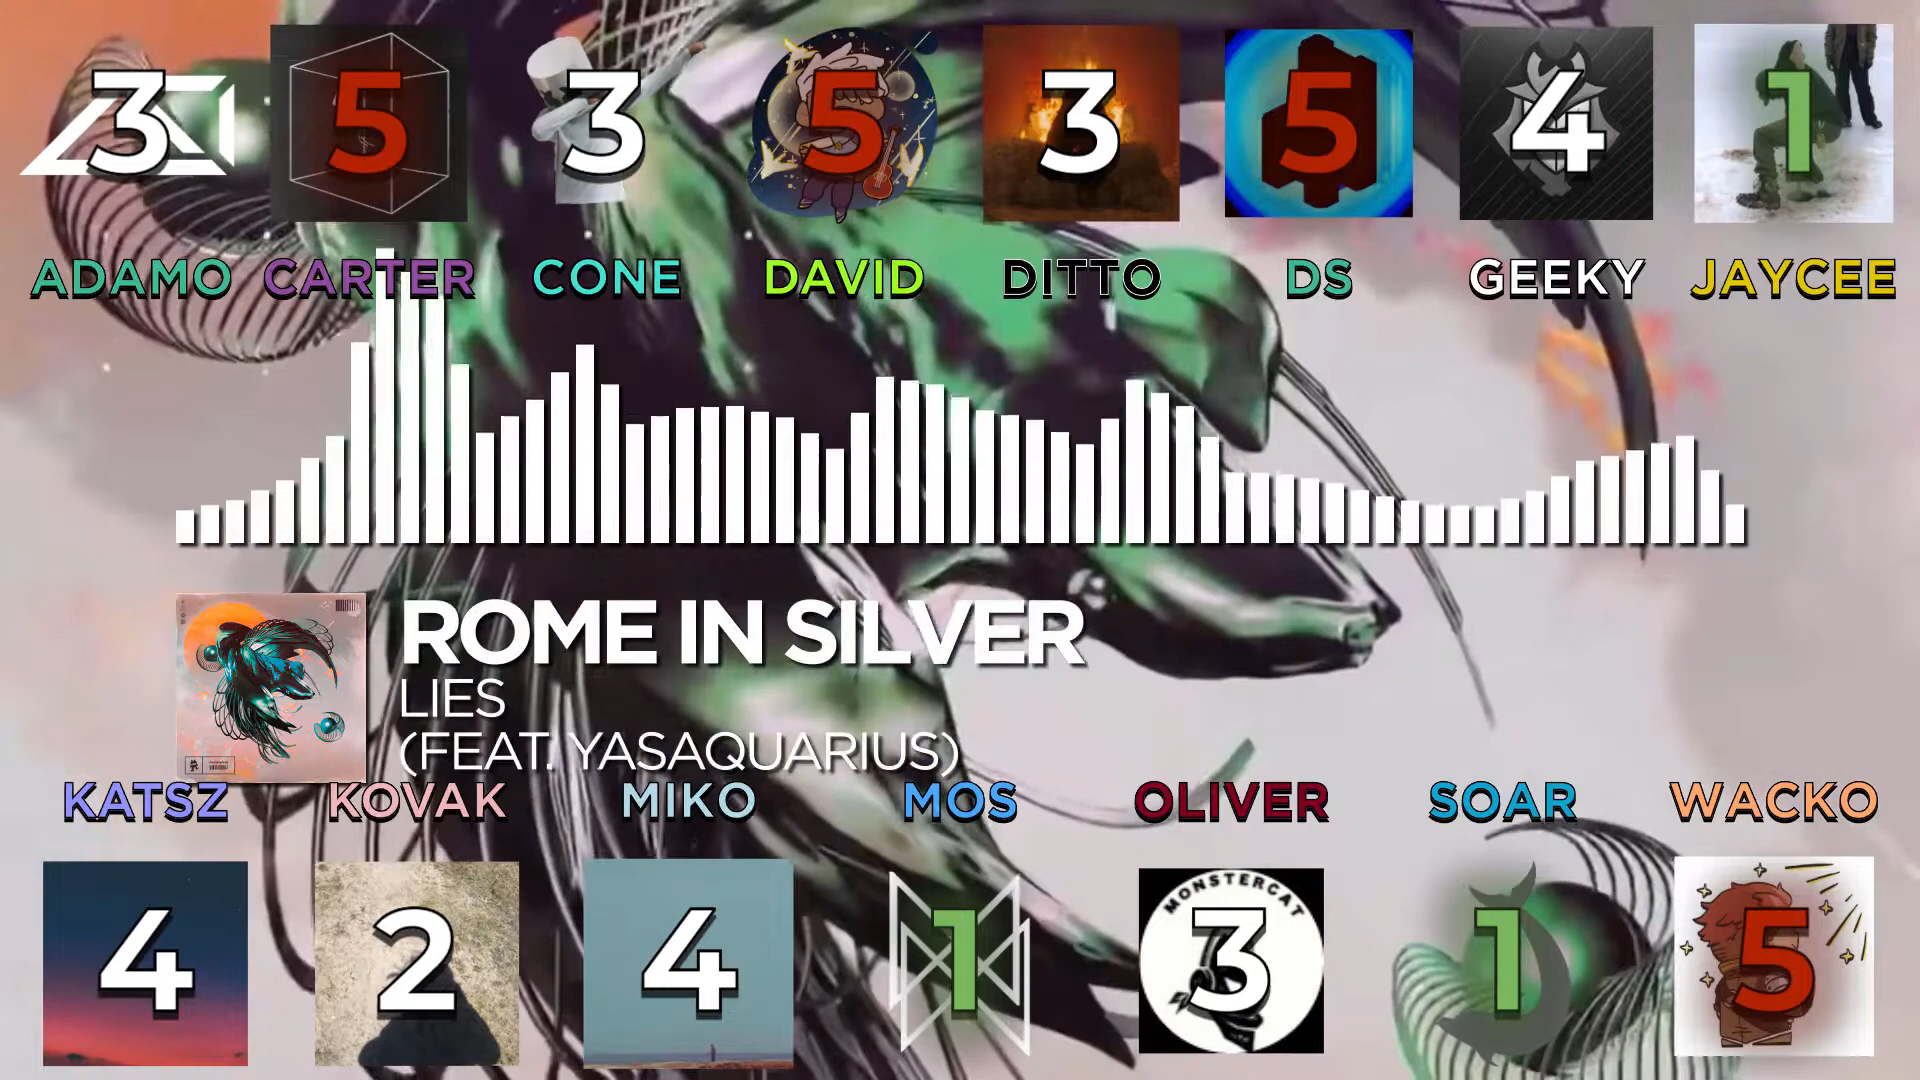 3 5 3 5 3 5 4 1
ADAMO CARTER CONE DAVID DITTO DS GEEKY JAYCEE
ROME IN SILVER
LIES
(FEAT. YASAQUARIUS)
KATSZ KOVAK MIKO MOS OLIVER SOAR WACKO
MONSTERCAT
4 2 4 1 3 1 5